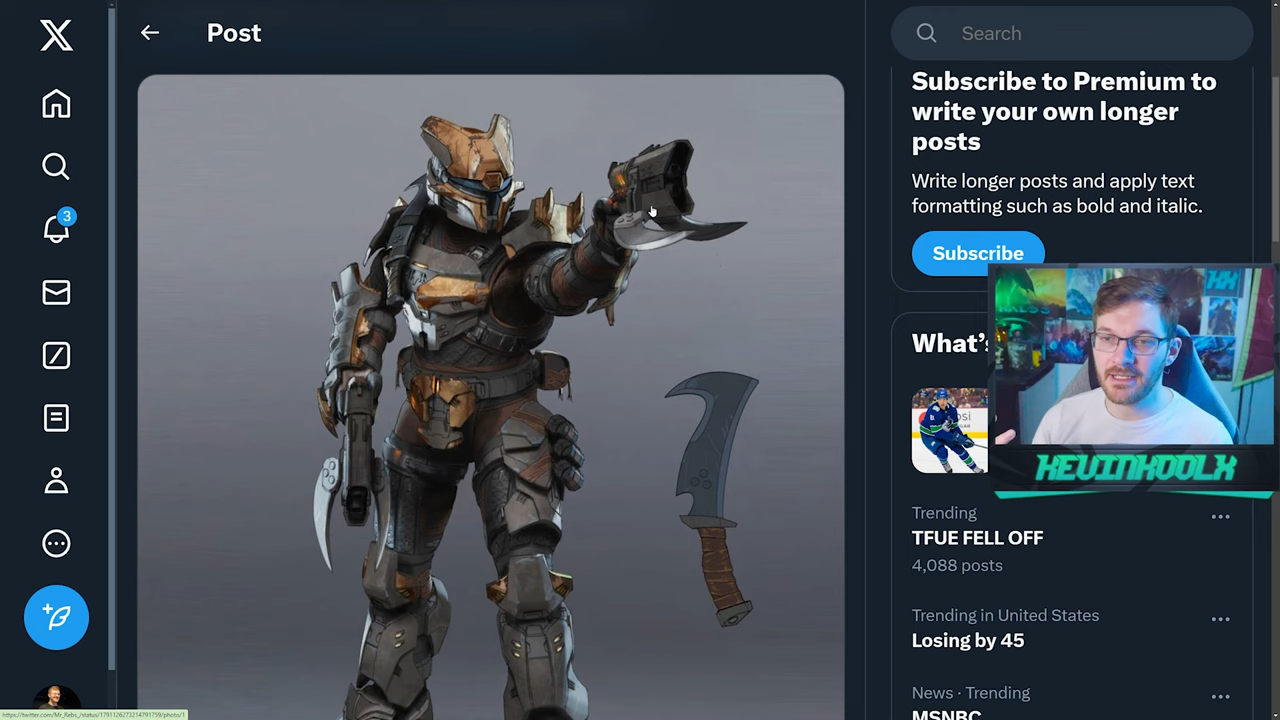 Post
Search
Subscribe to Premium to
write your own longer
posts
Write longer posts and apply text
formatting such as bold and italic.
Subscribe
What's
KEVINKOOLX
Trending
TFUE FELL OFF
4,088 posts
Trending in United States
Losing by 45
News · Trending
MSNBC
3